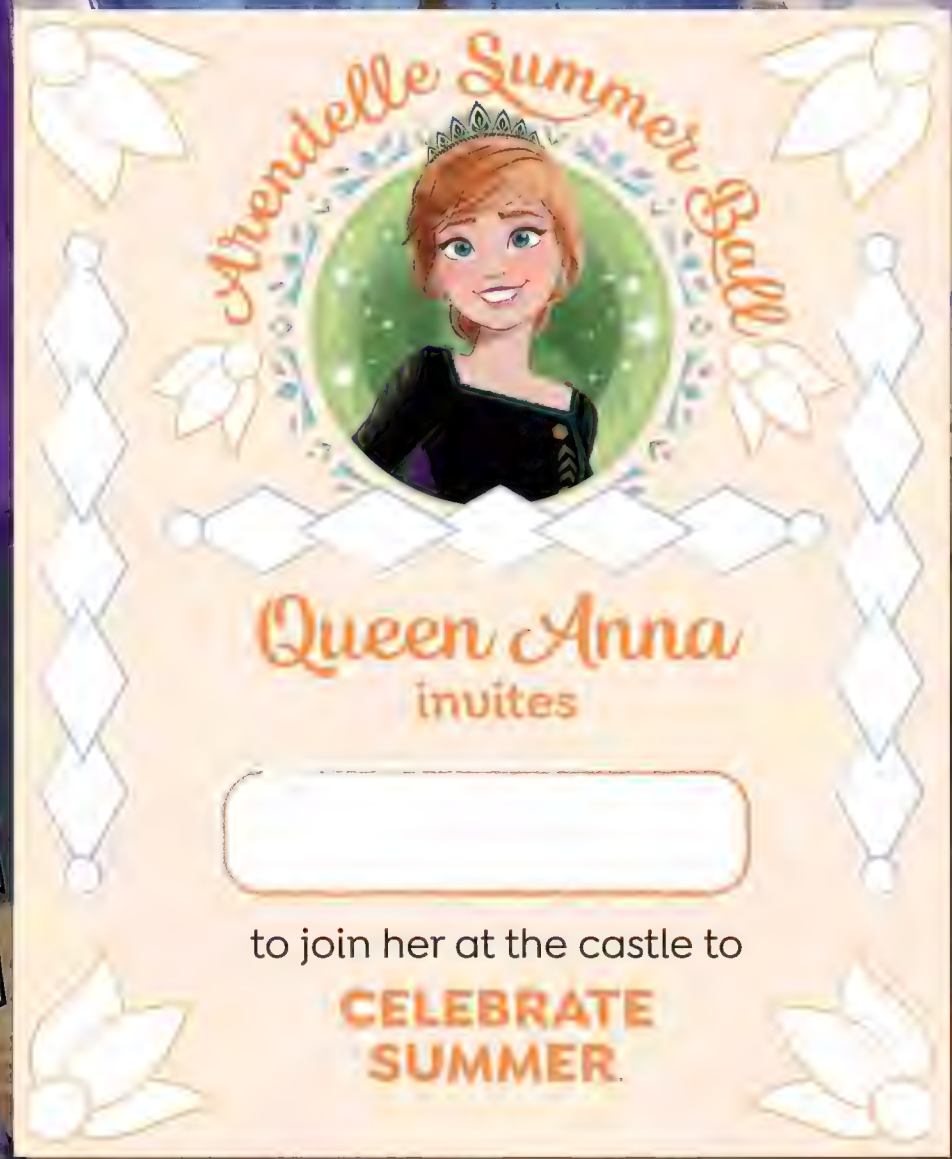 Arendelle Summer Ball
Queen Anna
invites
to join her at the castle to
CELEBRATE
SUMMER.